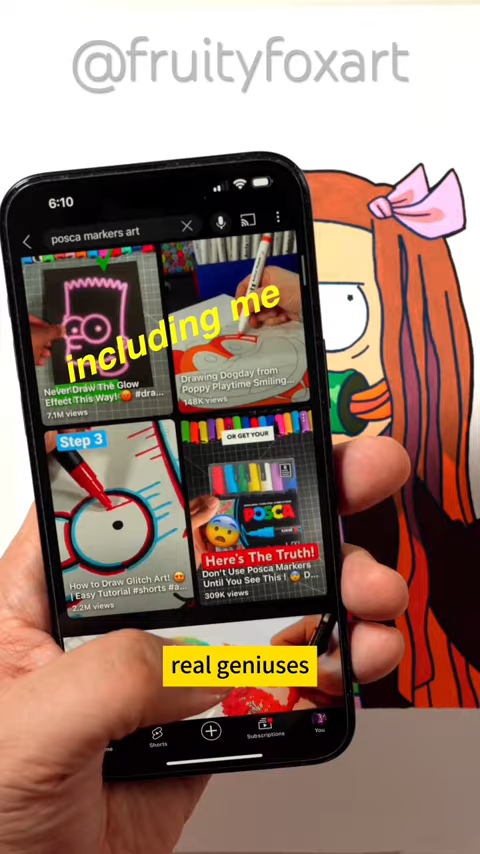 @fruityfoxart
6:10
posca markers art
including me
Never Draw The Glow
Effect This Way!😡 #dra...
7.1M views
Drawing Dogday from
Poppy Playtime Smiling...
148K views
Step 3
How to Draw Glitch Art! 😍
| Easy Tutorial #shorts #a...
2.2M views
OR GET YOUR
POSCA
Here's The Truth!
Don't Use Posca Markers
Until You See This ! 😰 D...
309K views
real geniuses
Shorts
Subscriptions
You